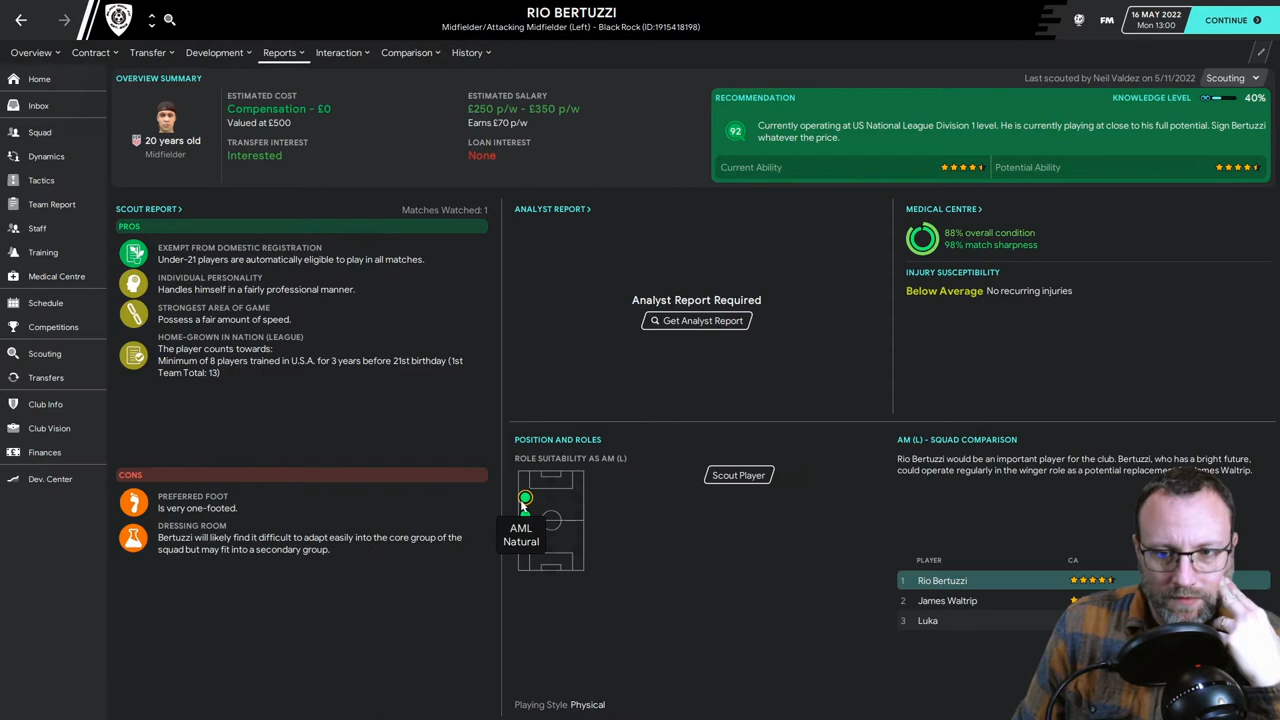 RIO BERTUZZI
Midfielder/Attacking Midfielder (Left) - Black Rock (ID:1915418198)
FM
16 MAY 2022
Mon 13:00
CONTINUE
Overview
Contract
Transfer
Development
Reports
Interaction
Comparison
History
Home
Inbox
Squad
Dynamics
Tactics
Team Report
Staff
Training
Medical Centre
Schedule
Competitions
Scouting
Transfers
Club Info
Club Vision
Finances
Dev. Center
OVERVIEW SUMMARY
Last scouted by Neil Valdez on 5/11/2022
Scouting
20 years old
Midfielder
ESTIMATED COST
Compensation - £0
Valued at £500
TRANSFER INTEREST
Interested
ESTIMATED SALARY
£250 p/w - £350 p/w
Earns £70 p/w
LOAN INTEREST
None
RECOMMENDATION
KNOWLEDGE LEVEL
40%
92
Currently operating at US National League Division 1 level. He is currently playing at close to his full potential. Sign Bertuzzi
whatever the price.
Current Ability
Potential Ability
SCOUT REPORT >
Matches Watched: 1
PROS
EXEMPT FROM DOMESTIC REGISTRATION
Under-21 players are automatically eligible to play in all matches.
INDIVIDUAL PERSONALITY
Handles himself in a fairly professional manner.
STRONGEST AREA OF GAME
Possess a fair amount of speed.
HOME-GROWN IN NATION (LEAGUE)
The player counts towards:
Minimum of 8 players trained in U.S.A. for 3 years before 21st birthday (1st
Team Total: 13)
CONS
PREFERRED FOOT
Is very one-footed.
DRESSING ROOM
Bertuzzi will likely find it difficult to adapt easily into the core group of the
squad but may fit into a secondary group.
ANALYST REPORT >
Analyst Report Required
Get Analyst Report
MEDICAL CENTRE >
88% overall condition
98% match sharpness
INJURY SUSCEPTIBILITY
Below Average No recurring injuries
POSITION AND ROLES
ROLE SUITABILITY AS AM (L)
Scout Player
AML
Natural
Playing Style Physical
AM (L) - SQUAD COMPARISON
Rio Bertuzzi would be an important player for the club. Bertuzzi, who has a bright future,
could operate regularly in the winger role as a potential replacement James Waltrip.
PLAYER
CA
1 Rio Bertuzzi
2 James Waltrip
3 Luka